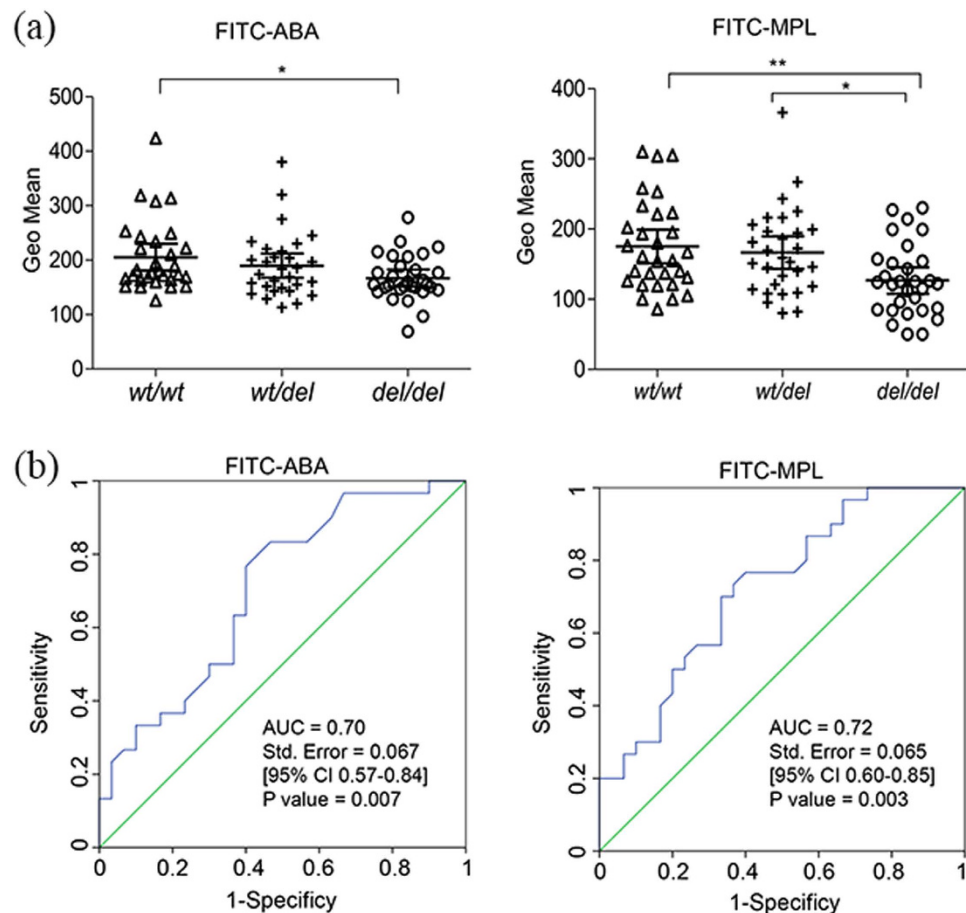 (a)
FITC-ABA
*
Geo Mean
500
400
300
200
100
0
wt/wt wt/del del/del
FITC-MPL
**
*
Geo Mean
400
300
200
100
0
wt/wt wt/del del/del
(b)
FITC-ABA
Sensitivity
1
0.8
0.6
0.4
0.2
0
AUC = 0.70
Std. Error = 0.067
[95% CI 0.57-0.84]
P value = 0.007
0 0.2 0.4 0.6 0.8 1
1-Specificy
FITC-MPL
Sensitivity
1
0.8
0.6
0.4
0.2
0
AUC = 0.72
Std. Error = 0.065
[95% CI 0.60-0.85]
P value = 0.003
0 0.2 0.4 0.6 0.8 1
1-Specificy